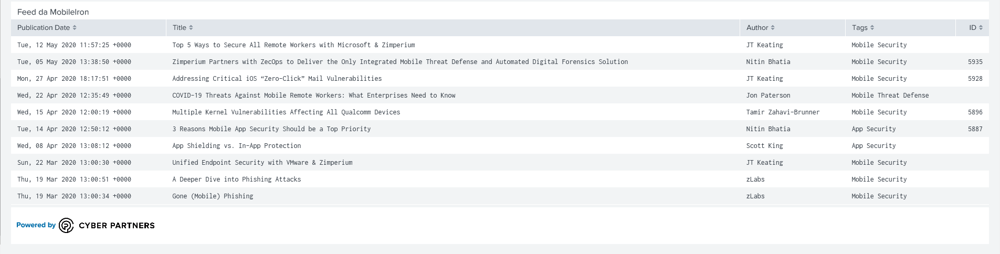 Feed da MobileIron
Publication Date Title Author Tags ID
Tue, 12 May 2020 11:57:25 +0000 Top 5 Ways to Secure All Remote Workers with Microsoft & Zimperium JT Keating Mobile Security
Tue, 05 May 2020 13:38:50 +0000 Zimperium Partners with ZecOps to Deliver the Only Integrated Mobile Threat Defense and Automated Digital Forensics Solution Nitin Bhatia Mobile Security 5935
Mon, 27 Apr 2020 18:17:51 +0000 Addressing Critical iOS “Zero-Click” Mail Vulnerabilities JT Keating Mobile Security 5928
Wed, 22 Apr 2020 12:35:49 +0000 COVID-19 Threats Against Mobile Remote Workers: What Enterprises Need to Know Jon Paterson Mobile Threat Defense
Wed, 15 Apr 2020 12:00:19 +0000 Multiple Kernel Vulnerabilities Affecting All Qualcomm Devices Tamir Zahavi-Brunner Mobile Security 5896
Tue, 14 Apr 2020 12:50:12 +0000 3 Reasons Mobile App Security Should be a Top Priority Nitin Bhatia App Security 5887
Wed, 08 Apr 2020 13:08:12 +0000 App Shielding vs. In-App Protection Scott King App Security
Sun, 22 Mar 2020 13:00:30 +0000 Unified Endpoint Security with VMware & Zimperium JT Keating Mobile Security
Thu, 19 Mar 2020 13:00:51 +0000 A Deeper Dive into Phishing Attacks zLabs Mobile Security
Thu, 19 Mar 2020 13:00:34 +0000 Gone (Mobile) Phishing zLabs Mobile Security
Powered by CYBER PARTNERS